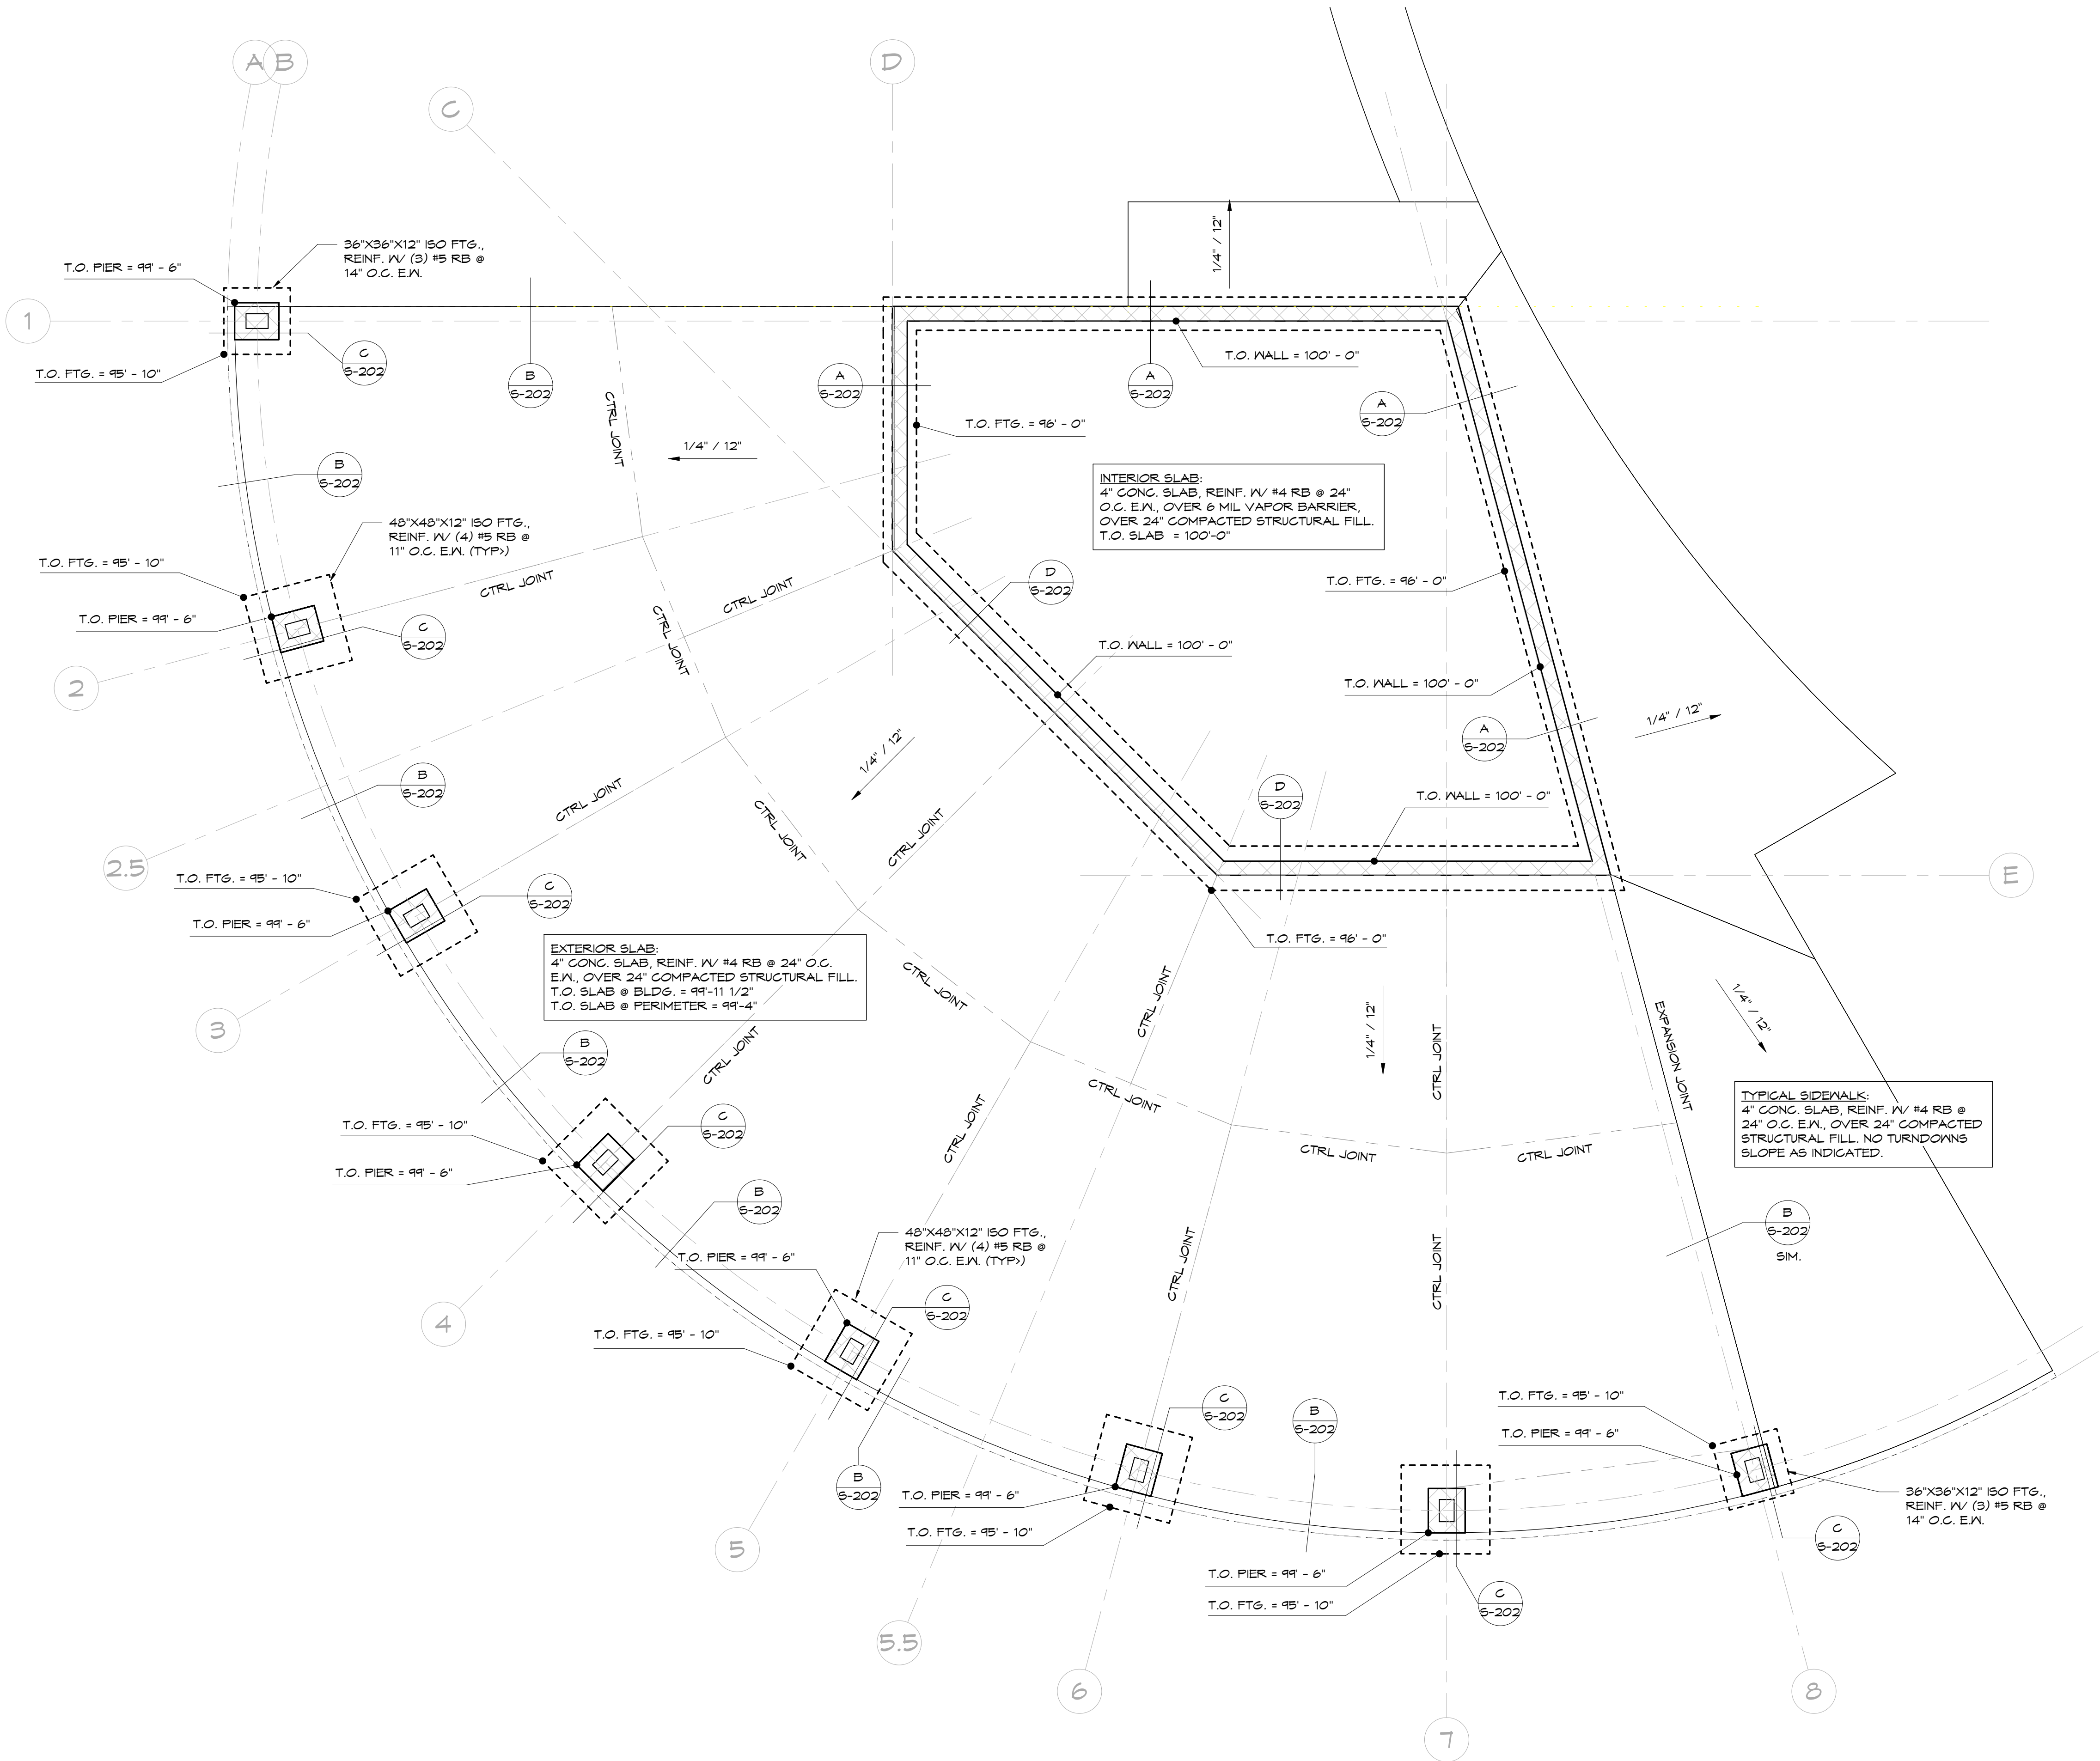 A
B
D
C
36"X36"X12" ISO FTG.,
REINF. W/ (3) #5 RB @
14" O.C. E.W.
T.O. PIER = 99' - 6"
1/4" / 12"
1
C
S-202
T.O. WALL = 100' - 0"
T.O. FTG. = 95' - 10"
B
S-202
A
S-202
A
S-202
A
S-202
CTRL JOINT
T.O. FTG. = 96' - 0"
1/4" / 12"
B
S-202
INTERIOR SLAB:
4" CONC. SLAB, REINF. W/ #4 RB @ 24"
O.C. E.W., OVER 6 MIL VAPOR BARRIER,
OVER 24" COMPACTED STRUCTURAL FILL.
T.O. SLAB = 100'-0"
48"X48"X12" ISO FTG.,
REINF. W/ (4) #5 RB @
11" O.C. E.W. (TYP>)
T.O. FTG. = 95' - 10"
CTRL JOINT
CTRL JOINT
D
S-202
T.O. FTG. = 96' - 0"
T.O. PIER = 99' - 6"
C
S-202
CTRL JOINT
T.O. WALL = 100' - 0"
2
T.O. WALL = 100' - 0"
1/4" / 12"
A
S-202
1/4" / 12"
B
S-202
CTRL JOINT
CTRL JOINT
CTRL JOINT
D
S-202
T.O. WALL = 100' - 0"
2.5
E
T.O. FTG. = 95' - 10"
C
S-202
T.O. PIER = 99' - 6"
T.O. FTG. = 96' - 0"
EXTERIOR SLAB:
4" CONC. SLAB, REINF. W/ #4 RB @ 24" O.C.
E.W., OVER 24" COMPACTED STRUCTURAL FILL.
T.O. SLAB @ BLDG. = 99'-11 1/2"
T.O. SLAB @ PERIMETER = 99'-4"
CTRL JOINT
CTRL JOINT
1/4" / 12"
CTRL JOINT
EXPANSION JOINT
1/4" / 12"
3
B
S-202
CTRL JOINT
CTRL JOINT
TYPICAL SIDEWALK:
4" CONC. SLAB, REINF. W/ #4 RB @
24" O.C. E.W., OVER 24" COMPACTED
STRUCTURAL FILL. NO TURNDOWNS
SLOPE AS INDICATED.
T.O. FTG. = 95' - 10"
C
S-202
CTRL JOINT
CTRL JOINT
CTRL JOINT
T.O. PIER = 99' - 6"
B
S-202
B
S-202
SIM.
48"X48"X12" ISO FTG.,
REINF. W/ (4) #5 RB @
11" O.C. E.W. (TYP>)
T.O. PIER = 99' - 6"
CTRL JOINT
CTRL JOINT
C
S-202
4
T.O. FTG. = 95' - 10"
C
S-202
B
S-202
T.O. FTG. = 95' - 10"
T.O. PIER = 99' - 6"
B
S-202
T.O. PIER = 99' - 6"
T.O. FTG. = 95' - 10"
36"X36"X12" ISO FTG.,
REINF. W/ (3) #5 RB @
14" O.C. E.W.
C
S-202
5
T.O. PIER = 99' - 6"
T.O. FTG. = 95' - 10"
C
S-202
5.5
6
8
7